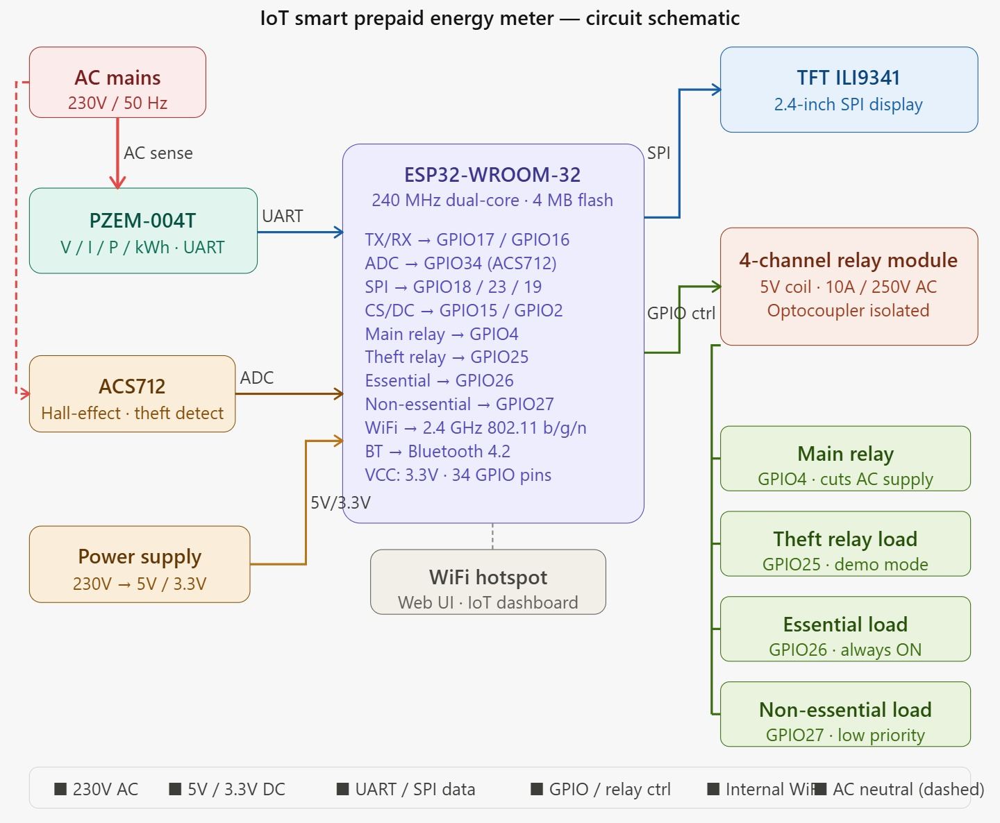 IoT smart prepaid energy meter — circuit schematic
AC mains
230V / 50 Hz
AC sense
PZEM-004T
V / I / P / kWh · UART
UART
ACS712
Hall-effect · theft detect
ADC
Power supply
230V → 5V / 3.3V
5V/3.3V
ESP32-WROOM-32
240 MHz dual-core · 4 MB flash
TX/RX → GPIO17 / GPIO16
ADC → GPIO34 (ACS712)
SPI → GPIO18 / 23 / 19
CS/DC → GPIO15 / GPIO2
Main relay → GPIO4
Theft relay → GPIO25
Essential → GPIO26
Non-essential → GPIO27
WiFi → 2.4 GHz 802.11 b/g/n
BT → Bluetooth 4.2
VCC: 3.3V · 34 GPIO pins
WiFi hotspot
Web UI · IoT dashboard
SPI
TFT ILI9341
2.4-inch SPI display
GPIO ctrl
4-channel relay module
5V coil · 10A / 250V AC
Optocoupler isolated
Main relay
GPIO4 · cuts AC supply
Theft relay load
GPIO25 · demo mode
Essential load
GPIO26 · always ON
Non-essential load
GPIO27 · low priority
■ 230V AC
■ 5V / 3.3V DC
■ UART / SPI data
■ GPIO / relay ctrl
■ Internal WiFi
■ AC neutral (dashed)